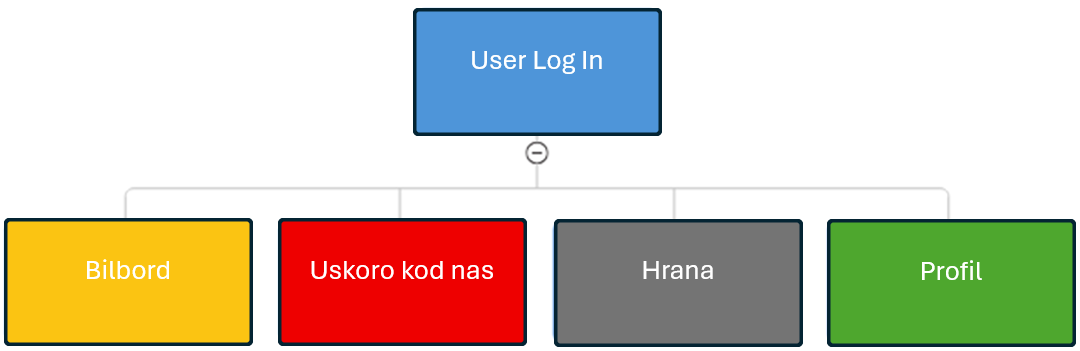 User Log In
Bilbord
Uskoro kod nas
Hrana
Profil